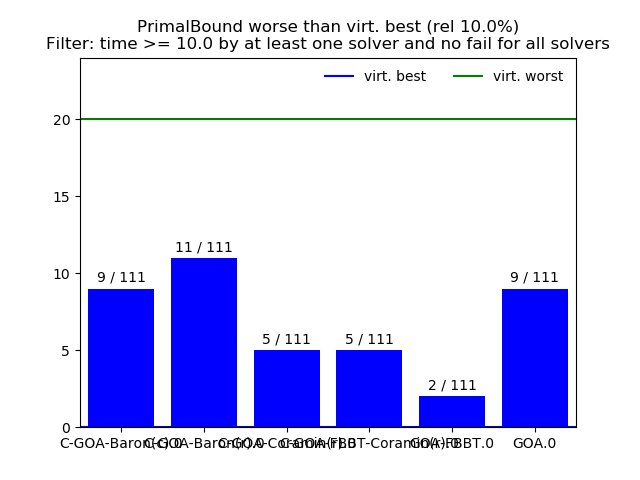 PrimalBound worse than virt. best (rel 10.0%)
Filter: time >= 10.0 by at least one solver and no fail for all solvers
virt. best
virt. worst
20
15
10
5
0
9 / 111
11 / 111
5 / 111
5 / 111
2 / 111
9 / 111
GOA.0